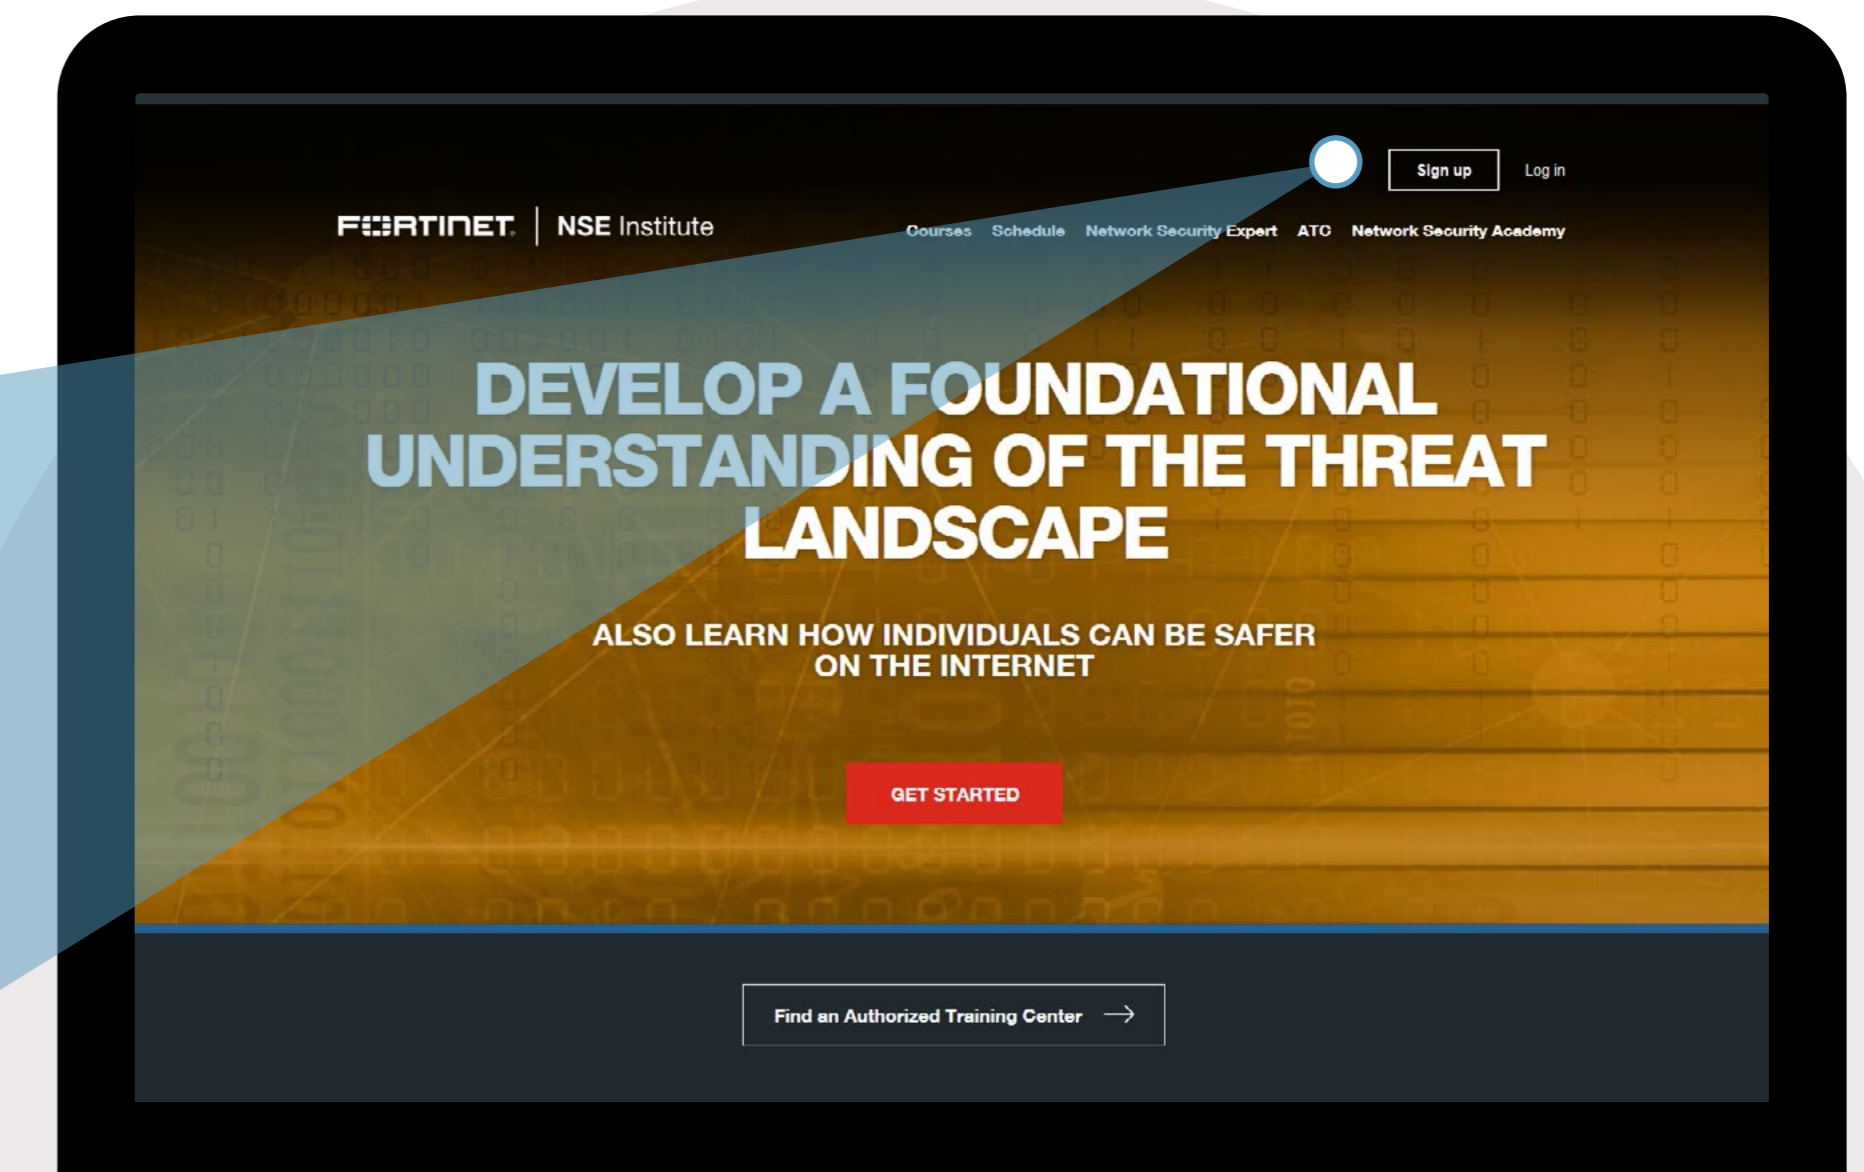 Sign up Log in
FORTINET. NSE Institute
Courses Schedule Network Security Expert ATC Network Security Academy
DEVELOP A FOUNDATIONAL
UNDERSTANDING OF THE THREAT
LANDSCAPE
ALSO LEARN HOW INDIVIDUALS CAN BE SAFER
ON THE INTERNET
GET STARTED
Find an Authorized Training Center